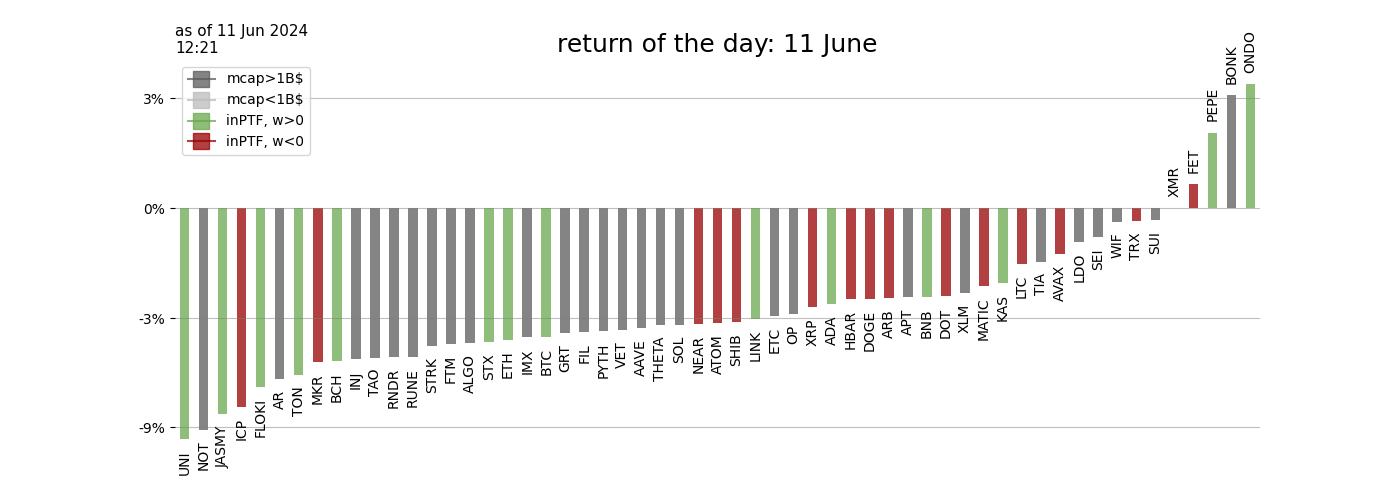 as of 11 Jun 2024
12:21
return of the day: 11 June
mcap>1B$
mcap<1B$
inPTF, w>0
inPTF, w<0
3%
0%
-3%
-9%
UNI
NOT
JASMY
ICP
FLOKI
AR
TON
MKR
BCH
INJ
TAO
RNDR
RUNE
STRK
FTM
ALGO
STX
ETH
IMX
BTC
GRT
FIL
PYTH
VET
AAVE
THETA
SOL
NEAR
ATOM
SHIB
LINK
ETC
OP
XRP
ADA
HBAR
DOGE
ARB
APT
BNB
DOT
XLM
MATIC
KAS
LTC
TIA
AVAX
LDO
SEI
WIF
TRX
SUI
XMR
FET
PEPE
BONK
ONDO